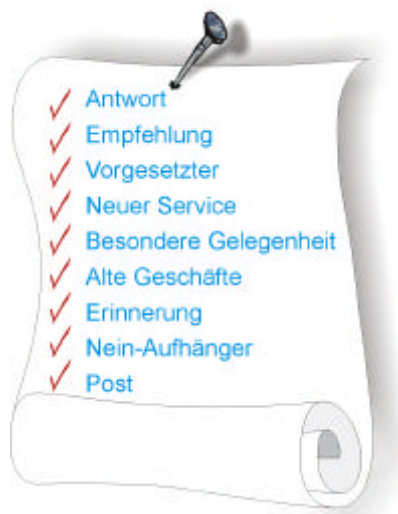 Antwort
Empfehlung
Vorgesetzter
Neuer Service
Besondere Gelegenheit
Alte Geschäfte
Erinnerung
Nein-Aufhänger
Post